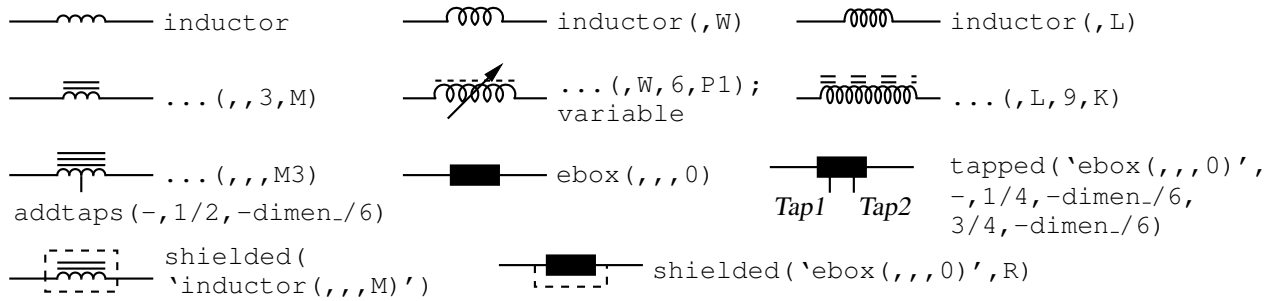 inductor
inductor(,W)
inductor(,L)
...(,,3,M)
...(,W,6,P1);
variable
...(,L,9,K)
...(,,,M3)
addtaps(-,1/2,-dimen_/6)
ebox(,,,0)
Tap1 Tap2
tapped(‘ebox(,,,0)’,
-,1/4,-dimen_/6,
3/4,-dimen_/6)
shielded(
‘inductor(,,,M)’)
shielded(‘ebox(,,,0)’,R)